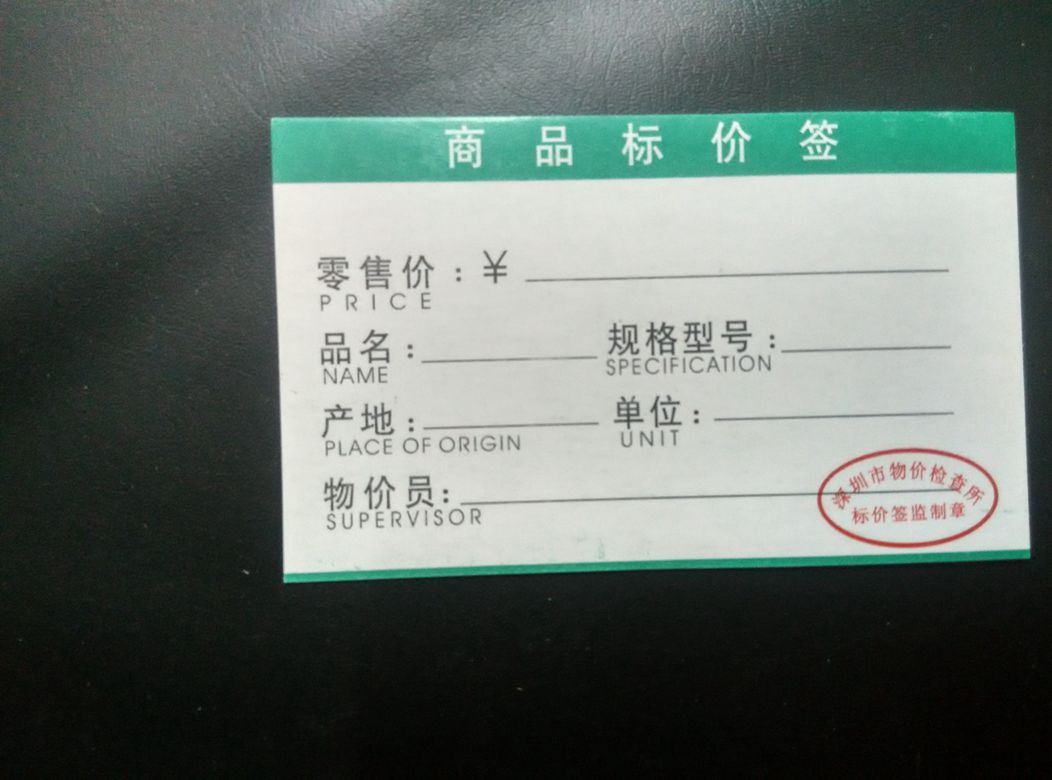 商品标价签
零售价：¥
PRICE
品名： 规格型号：
NAME SPECIFICATION
产地： 单位：
PLACE OF ORIGIN UNIT
物价员：
SUPERVISOR
深圳市物价检查所
标价签监制章